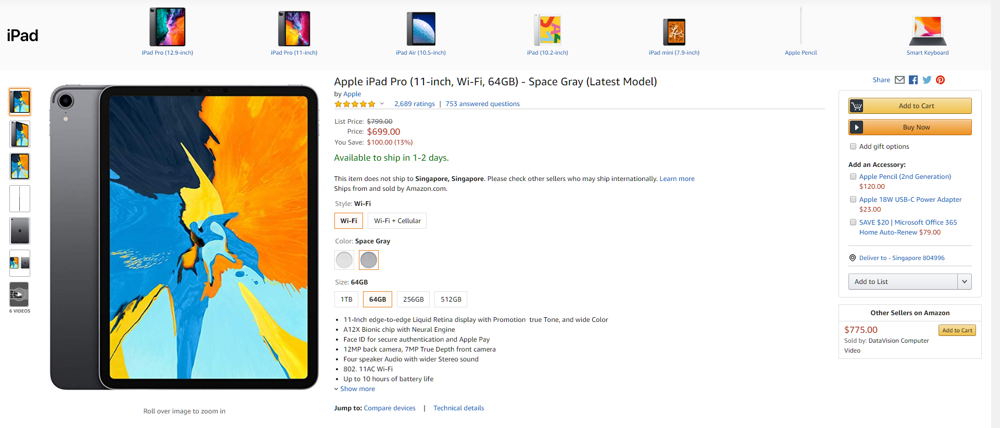 iPad
iPad Pro (12.9-inch)
iPad Pro (11-inch)
iPad Air (10.5-inch)
iPad (10.2-inch)
iPad mini (7.9-inch)
Apple Pencil
Smart Keyboard
6 VIDEOS
Roll over image to zoom in
Apple iPad Pro (11-inch, Wi-Fi, 64GB) - Space Gray (Latest Model)
by Apple
2,689 ratings | 753 answered questions
List Price: $799.00
Price: $699.00
You Save: $100.00 (13%)
Available to ship in 1-2 days.
This item does not ship to Singapore, Singapore. Please check other sellers who may ship internationally. Learn more
Ships from and sold by Amazon.com.
Style: Wi-Fi
Wi-Fi
Wi-Fi + Cellular
Color: Space Gray
Size: 64GB
1TB
64GB
256GB
512GB
• 11-Inch edge-to-edge Liquid Retina display with Promotion true Tone, and wide Color
• A12X Bionic chip with Neural Engine
• Face ID for secure authentication and Apple Pay
• 12MP back camera, 7MP True Depth front camera
• Four speaker Audio with wider Stereo sound
• 802. 11AC Wi-Fi
• Up to 10 hours of battery life
Show more
Jump to: Compare devices | Technical details
Share
Add to Cart
Buy Now
Add gift options
Add an Accessory:
Apple Pencil (2nd Generation)
$120.00
Apple 18W USB-C Power Adapter
$23.00
SAVE $20 | Microsoft Office 365
Home Auto-Renew $79.00
Deliver to - Singapore 804996
Add to List
Other Sellers on Amazon
$775.00
Add to Cart
Sold by: DataVision Computer
Video